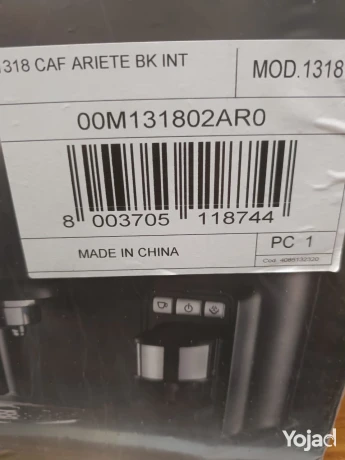 1318 CAF ARIETE BK INT
MOD.1318
00M131802AR0
8 003705 118744
MADE IN CHINA
PC 1
Yojad